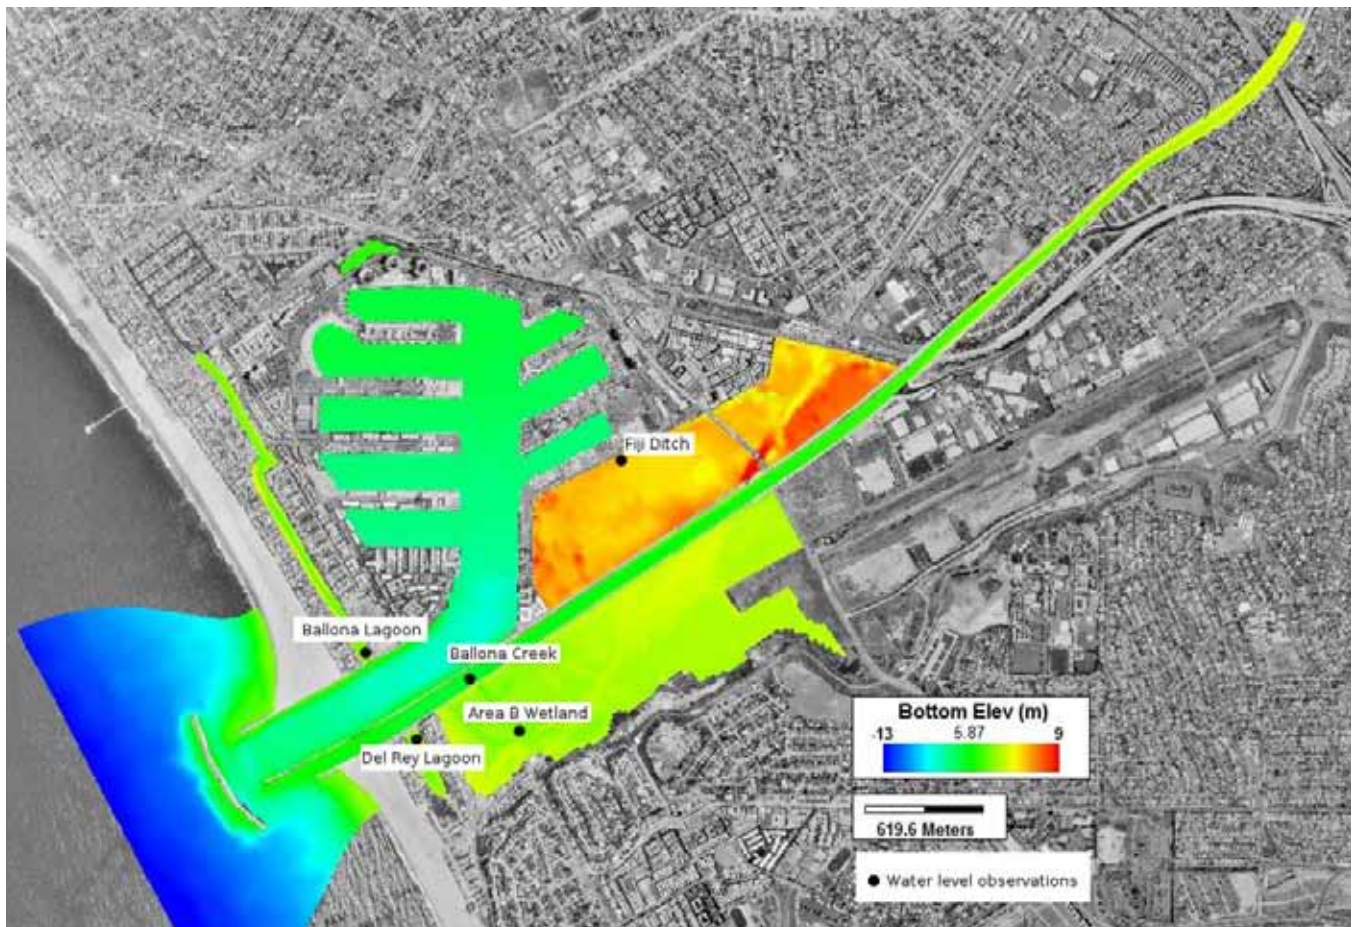 Fiji Ditch
Ballona Lagoon
Ballona Creek
Area B Wetland
Del Rey Lagoon
Bottom Elev (m)
-13 5.87 9
619.6 Meters
Water level observations